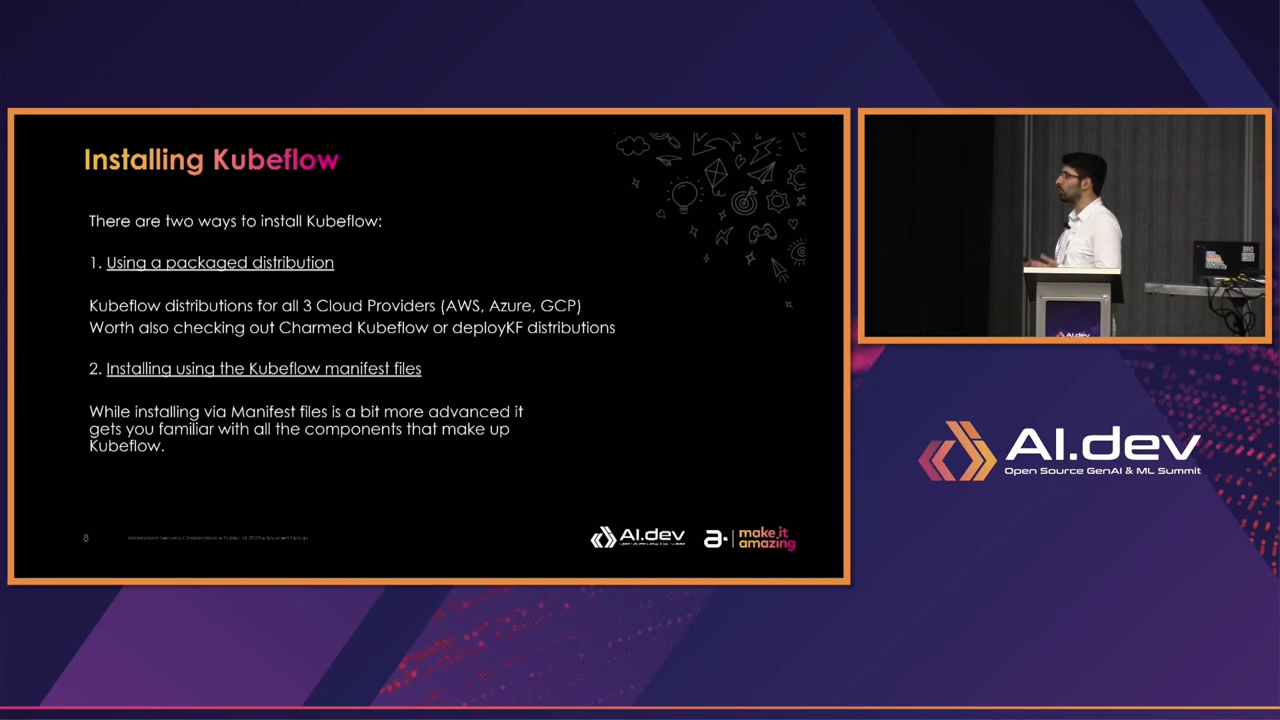 Installing Kubeflow
There are two ways to install Kubeflow:
1. Using a packaged distribution
Kubeflow distributions for all 3 Cloud Providers (AWS, Azure, GCP)
Worth also checking out Charmed Kubeflow or deployKF distributions
2. Installing using the Kubeflow manifest files
While installing via Manifest files is a bit more advanced it
gets you familiar with all the components that make up
Kubeflow.
8
AI.dev
a
make it
amazing
AI.dev
AI.dev
Open Source GenAI & ML Summit